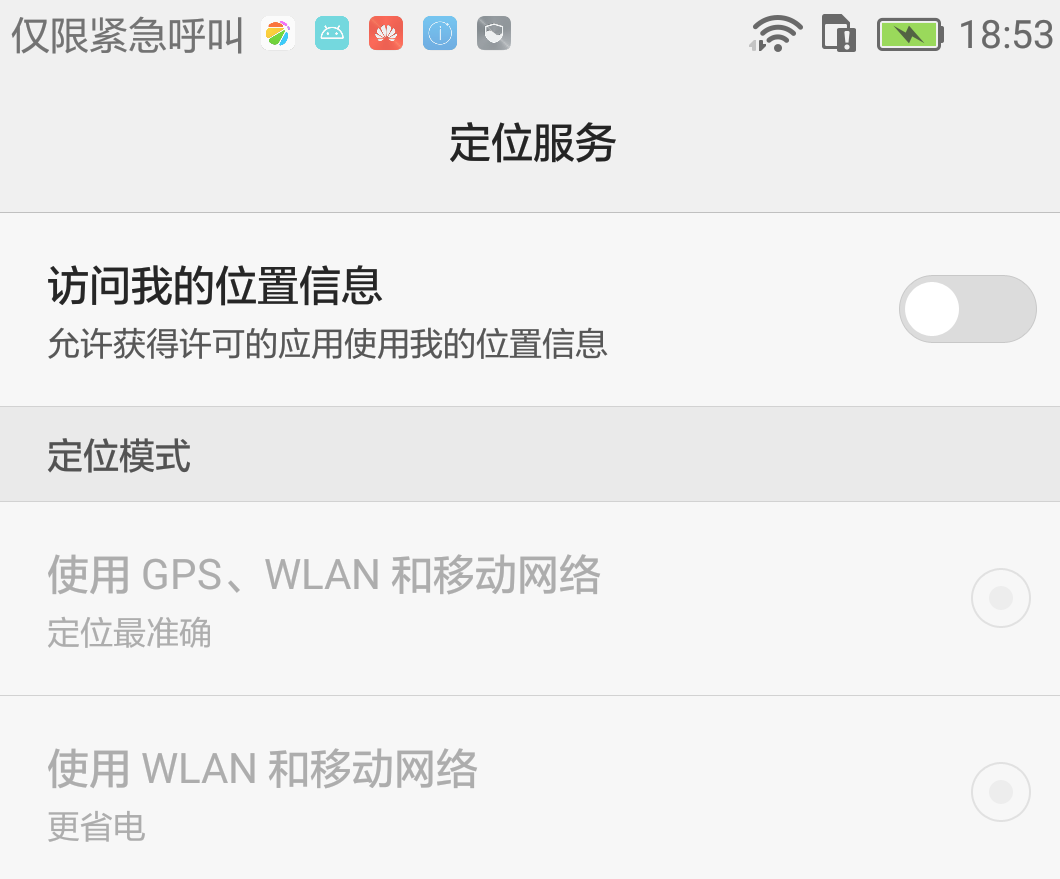 仅限紧急呼叫
18:53
定位服务
访问我的位置信息
允许获得许可的应用使用我的位置信息
定位模式
使用 GPS、WLAN 和移动网络
定位最准确
使用 WLAN 和移动网络
更省电